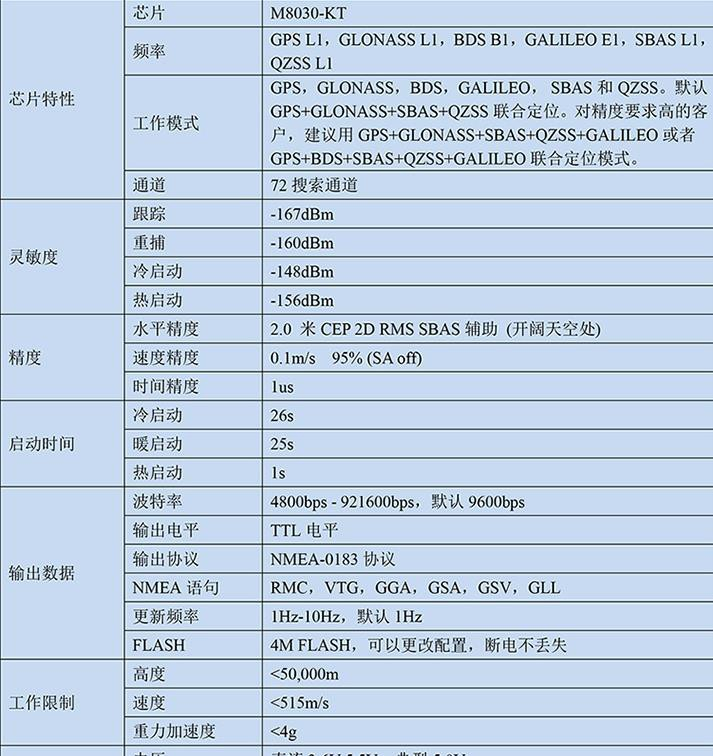 芯片特性
芯片 M8030-KT
频率 GPS L1，GLONASS L1，BDS B1，GALILEO E1，SBAS L1，
QZSS L1
工作模式 GPS，GLONASS，BDS，GALILEO， SBAS 和 QZSS。默认
GPS+GLONASS+SBAS+QZSS 联合定位。对精度要求高的客
户，建议用 GPS+GLONASS+SBAS+QZSS+GALILEO 或者
GPS+BDS+SBAS+QZSS+GALILEO 联合定位模式。
通道 72 搜索通道
灵敏度
跟踪 -167dBm
重捕 -160dBm
冷启动 -148dBm
热启动 -156dBm
精度
水平精度 2.0 米 CEP 2D RMS SBAS 辅助 (开阔天空处)
速度精度 0.1m/s 95% (SA off)
时间精度 1us
启动时间
冷启动 26s
暖启动 25s
热启动 1s
输出数据
波特率 4800bps - 921600bps，默认 9600bps
输出电平 TTL 电平
输出协议 NMEA-0183 协议
NMEA 语句 RMC，VTG，GGA，GSA，GSV，GLL
更新频率 1Hz-10Hz，默认 1Hz
FLASH 4M FLASH，可以更改配置，断电不丢失
工作限制
高度 <50,000m
速度 <515m/s
重力加速度 <4g